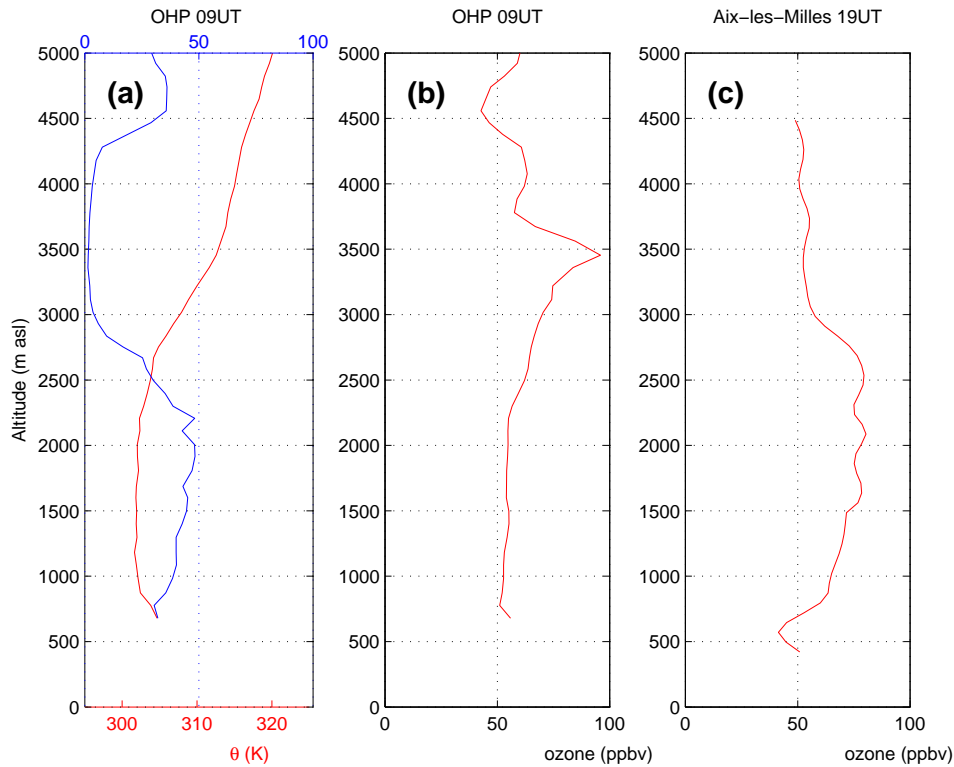 OHP 09UT
OHP 09UT
Aix−les−Milles 19UT
0 50 100
(a)
(b)
(c)
5000
4500
4000
3500
3000
2500
2000
1500
1000
500
0
Altitude (m asl)
300 310 320
θ (K)
5000
4500
4000
3500
3000
2500
2000
1500
1000
500
0
0 50 100
ozone (ppbv)
5000
4500
4000
3500
3000
2500
2000
1500
1000
500
0
0 50 100
ozone (ppbv)